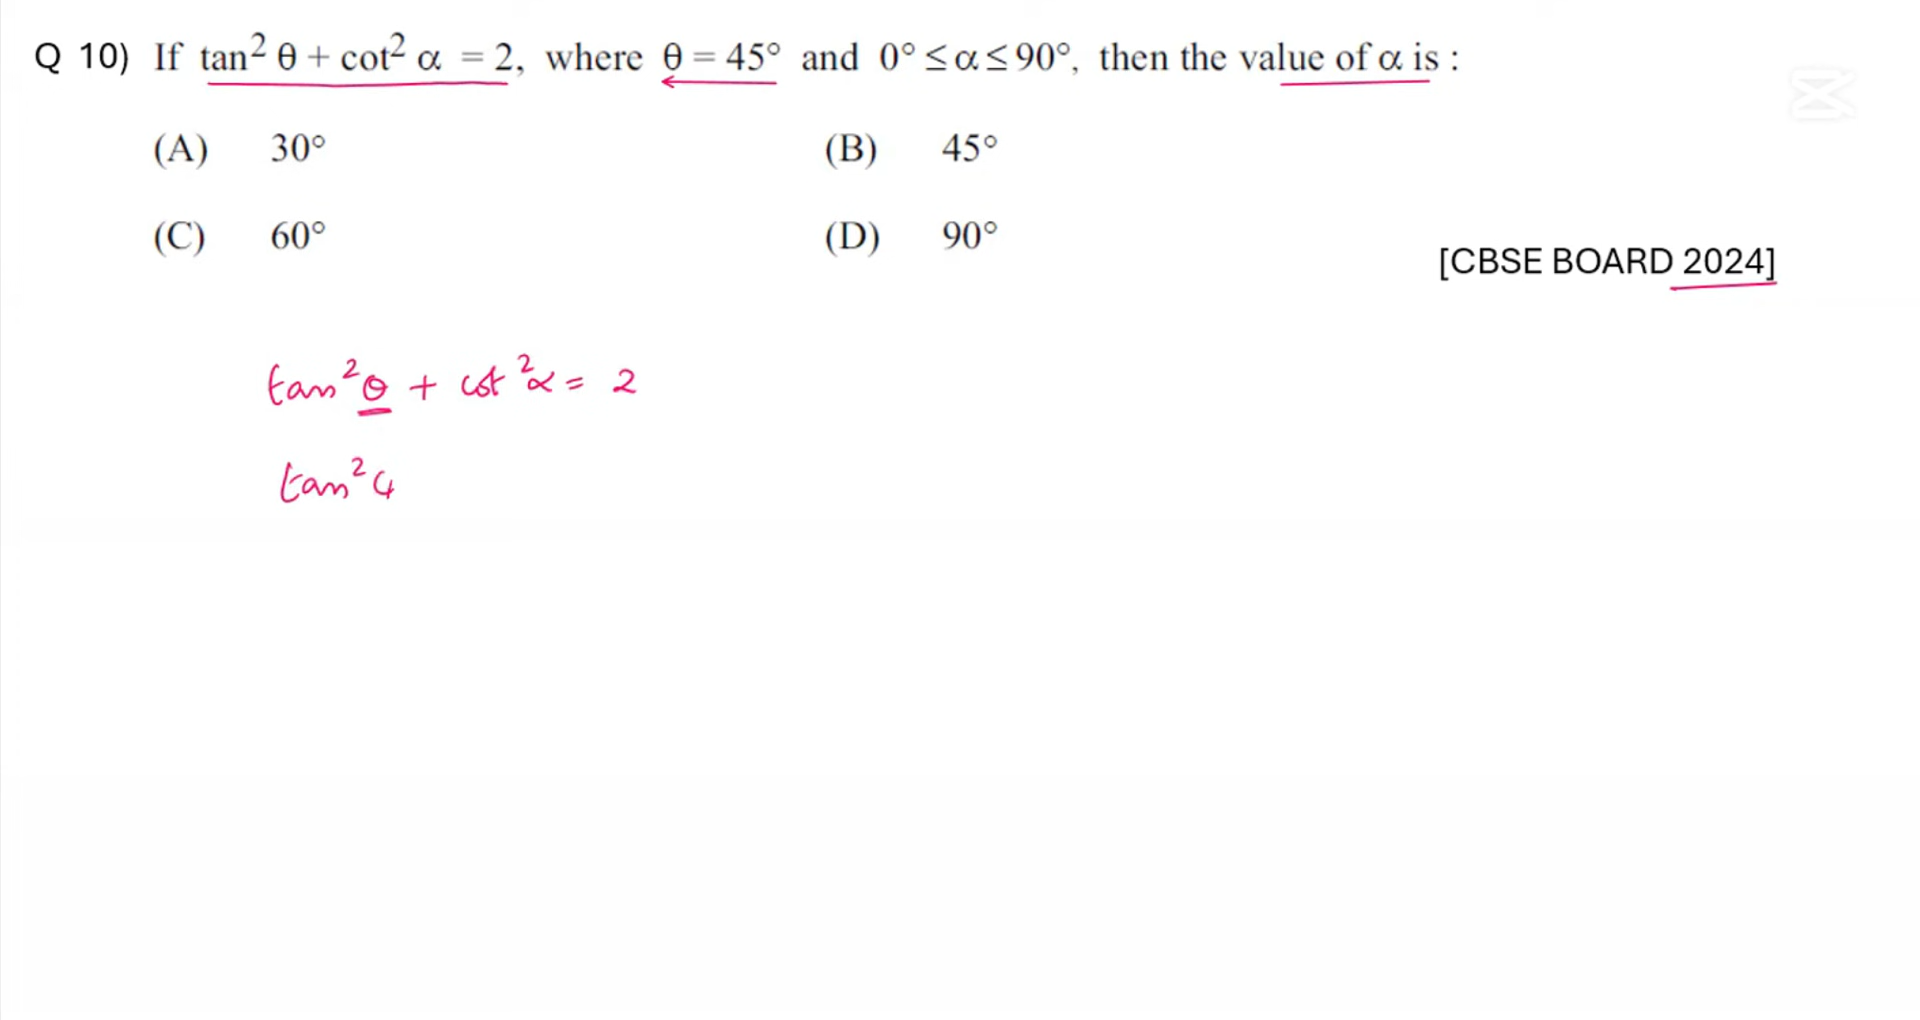 Q 10) If tan² θ + cot² α = 2, where θ = 45° and 0° ≤ α ≤ 90°, then the value of α is :
(A) 30° (B) 45°
(C) 60° (D) 90°
[CBSE BOARD 2024]
tan²θ + cot²α = 2
tan²4